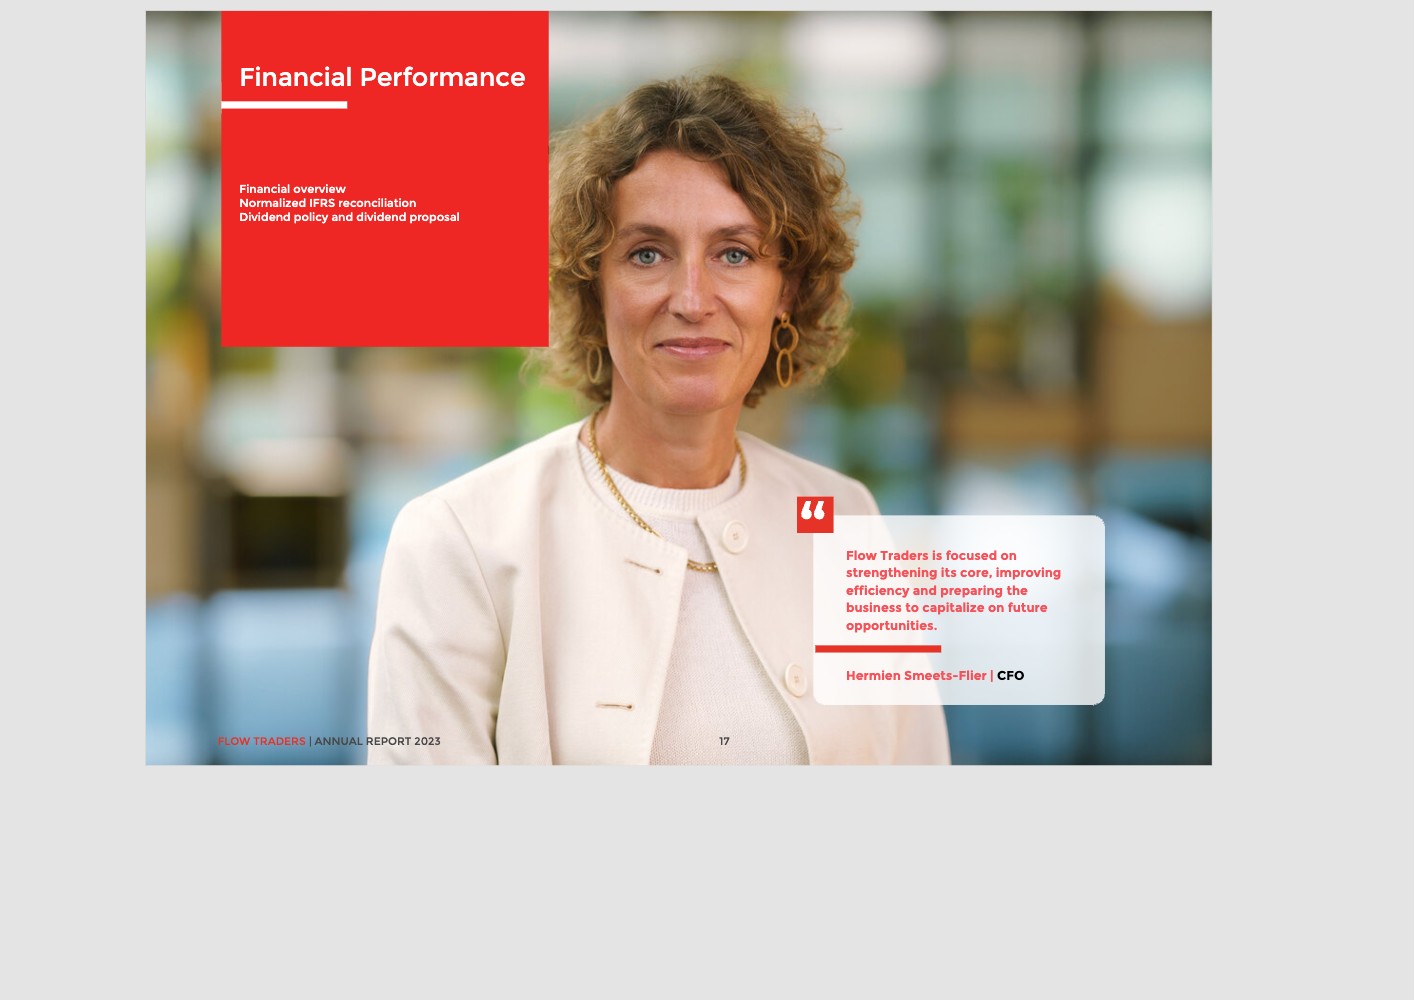 Financial Performance
Financial overview
Normalized IFRS reconciliation
Dividend policy and dividend proposal
“
Flow Traders is focused on
strengthening its core, improving
efficiency and preparing the
business to capitalize on future
opportunities.
Hermien Smeets-Flier | CFO
FLOW TRADERS | ANNUAL REPORT 2023
17